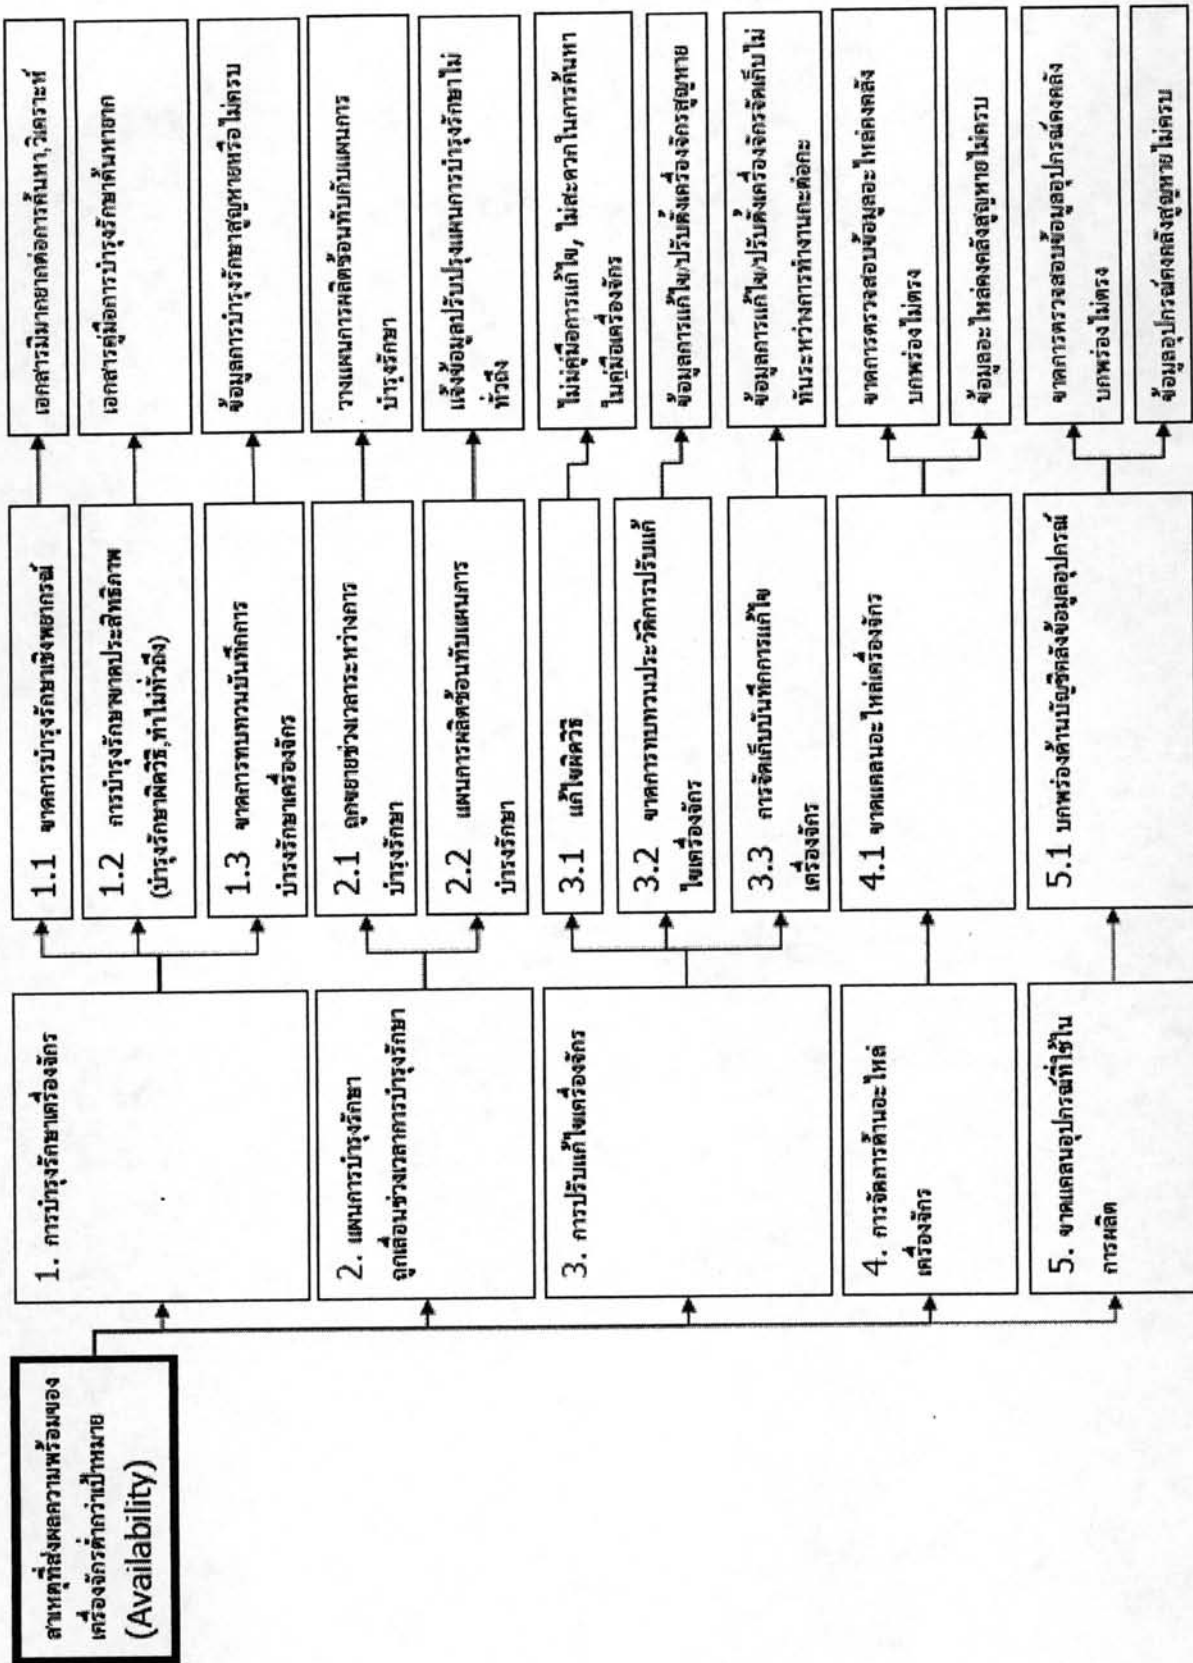 สาเหตุที่ส่งผลความพร้อมของ
เครื่องจักรต่ำกว่าเป้าหมาย
(Availability)
1. การบำรุงรักษาเครื่องจักร
2. แผนการบำรุงรักษา
ถูกเลื่อนช่วงเวลาการบำรุงรักษา
3. การปรับแก้ไขเครื่องจักร
4. การจัดการด้านอะไหล่
เครื่องจักร
5. ขาดแคลนอุปกรณ์ที่ใช้ใน
การผลิต
1.1 ขาดการบำรุงรักษาเชิงพยากรณ์
1.2 การบำรุงรักษาขาดประสิทธิภาพ
(บำรุงรักษาผิดวิธี,ทำไม่ทั่วถึง)
1.3 ขาดการทบทวนบันทึกการ
บำรุงรักษาเครื่องจักร
2.1 ถูกขยายช่วงเวลาระหว่างการ
บำรุงรักษา
2.2 แผนการผลิตซ้อนทับแผนการ
บำรุงรักษา
3.1 แก้ไขผิดวิธี
3.2 ขาดการทบทวนประวัติการปรับแก้
ไขเครื่องจักร
3.3 การจัดเก็บบันทึกการแก้ไข
เครื่องจักร
4.1 ขาดแคลนอะไหล่เครื่องจักร
5.1 บกพร่องด้านบัญชีคลังข้อมูลอุปกรณ์
เอกสารมีมากยากต่อการค้นหา,วิเคราะห์
เอกสารคู่มือการบำรุงรักษาค้นหายาก
ข้อมูลการบำรุงรักษาสูญหายหรือไม่ครบ
วางแผนการผลิตซ้อนทับกับแผนการ
บำรุงรักษา
แจ้งข้อมูลปรับปรุงแผนการบำรุงรักษาไม่
ทั่วถึง
ไม่มีคู่มือการแก้ไข, ไม่สะดวกในการค้นหา
ในคู่มือเครื่องจักร
ข้อมูลการแก้ไข/ปรับตั้งเครื่องจักรสูญหาย
ข้อมูลการแก้ไข/ปรับตั้งเครื่องจักรจัดเก็บไม่
ทันระหว่างการทำงานกะต่อกะ
ขาดการตรวจสอบข้อมูลอะไหล่คงคลัง
บกพร่องไม่ตรง
ข้อมูลอะไหล่คงคลังสูญหายไม่ครบ
ขาดการตรวจสอบข้อมูลอุปกรณ์คงคลัง
บกพร่องไม่ตรง
ข้อมูลอุปกรณ์คงคลังสูญหายไม่ครบ